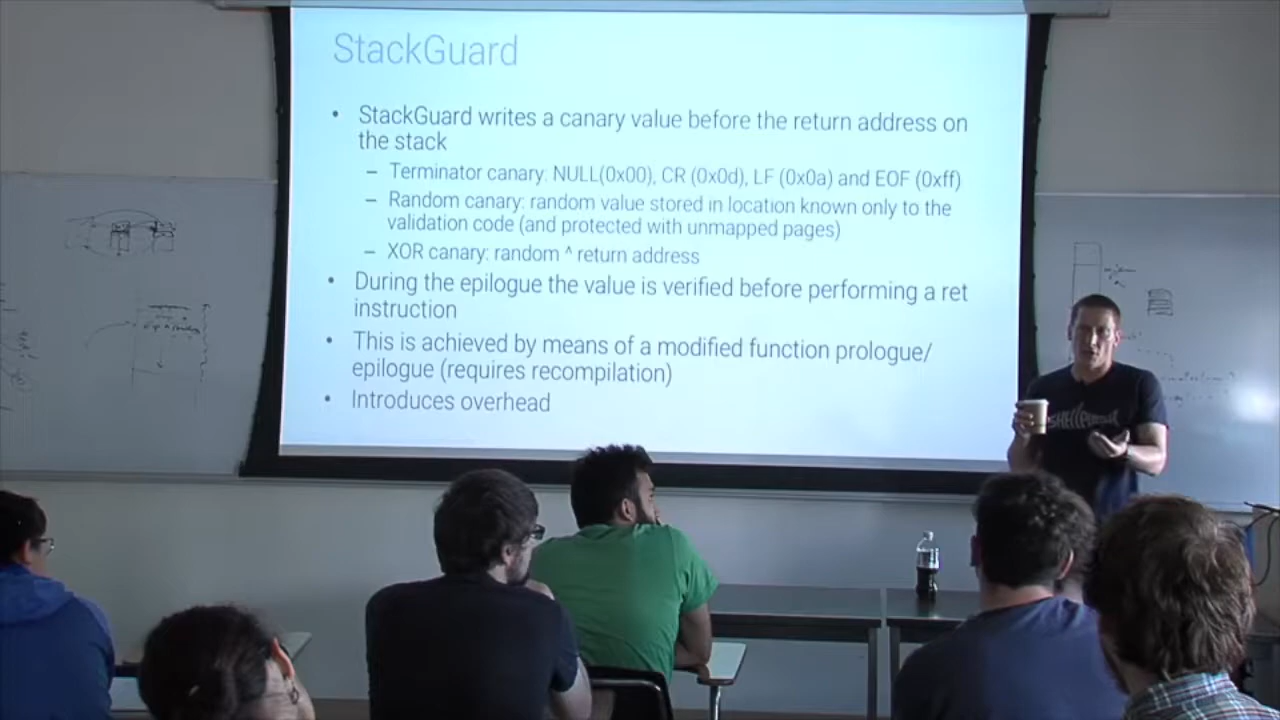 StackGuard
• StackGuard writes a canary value before the return address on
the stack
– Terminator canary: NULL(0x00), CR (0x0d), LF (0x0a) and EOF (0xff)
– Random canary: random value stored in location known only to the
validation code (and protected with unmapped pages)
– XOR canary: random ^ return address
• During the epilogue the value is verified before performing a ret
instruction
• This is achieved by means of a modified function prologue/
epilogue (requires recompilation)
• Introduces overhead